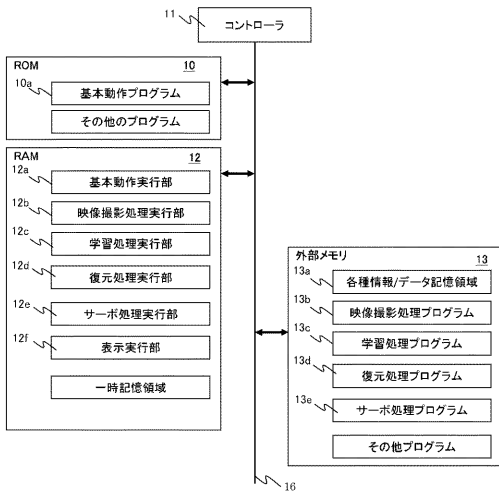 11
コントローラ
ROM 10
10a 基本動作プログラム
その他のプログラム
RAM 12
12a 基本動作実行部
12b 映像撮影処理実行部
12c 学習処理実行部
12d 復元処理実行部
12e サーボ処理実行部
12f 表示実行部
一時記憶領域
外部メモリ 13
13a 各種情報/データ記憶領域
13b 映像撮影処理プログラム
13c 学習処理プログラム
13d 復元処理プログラム
13e サーボ処理プログラム
その他プログラム
16